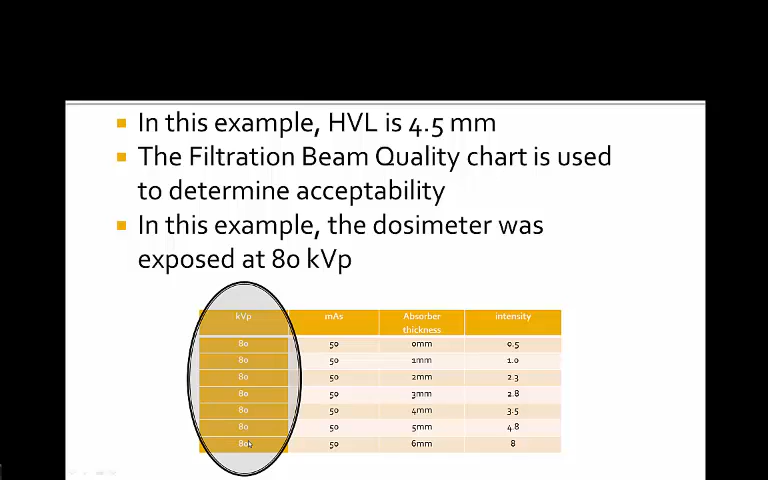 In this example, HVL is 4.5 mm
The Filtration Beam Quality chart is used
to determine acceptability
In this example, the dosimeter was
exposed at 80 kVp
kVp mAs Absorber thickness intensity
80 50 0mm 0.5
80 50 1mm 1.0
80 50 2mm 2.3
80 50 3mm 2.8
80 50 4mm 3.5
80 50 5mm 4.8
80 50 6mm 8